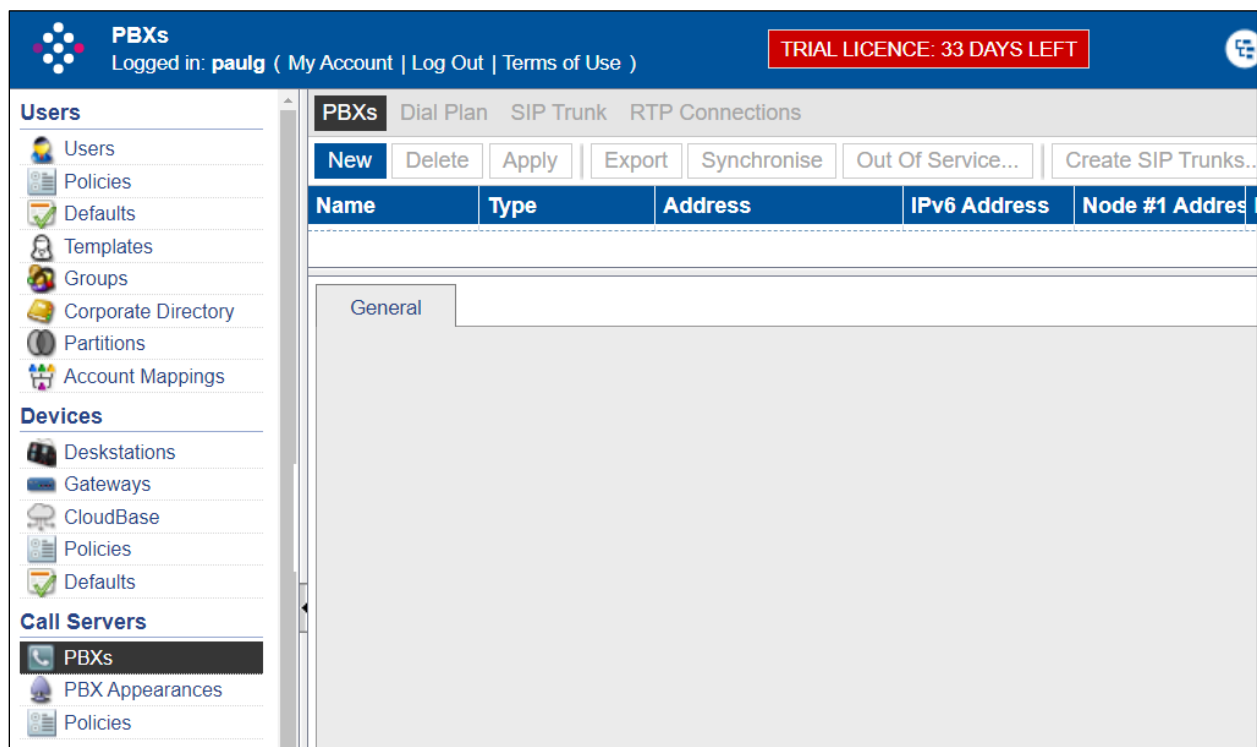 PBXs
Logged in: paulg ( My Account | Log Out | Terms of Use )
TRIAL LICENCE: 33 DAYS LEFT
Users
Users
Policies
Defaults
Templates
Groups
Corporate Directory
Partitions
Account Mappings
Devices
Deskstations
Gateways
CloudBase
Policies
Defaults
Call Servers
PBXs
PBX Appearances
Policies
PBXs Dial Plan SIP Trunk RTP Connections
New Delete Apply Export Synchronise Out Of Service... Create SIP Trunks..
Name Type Address IPv6 Address Node #1 Addres
General